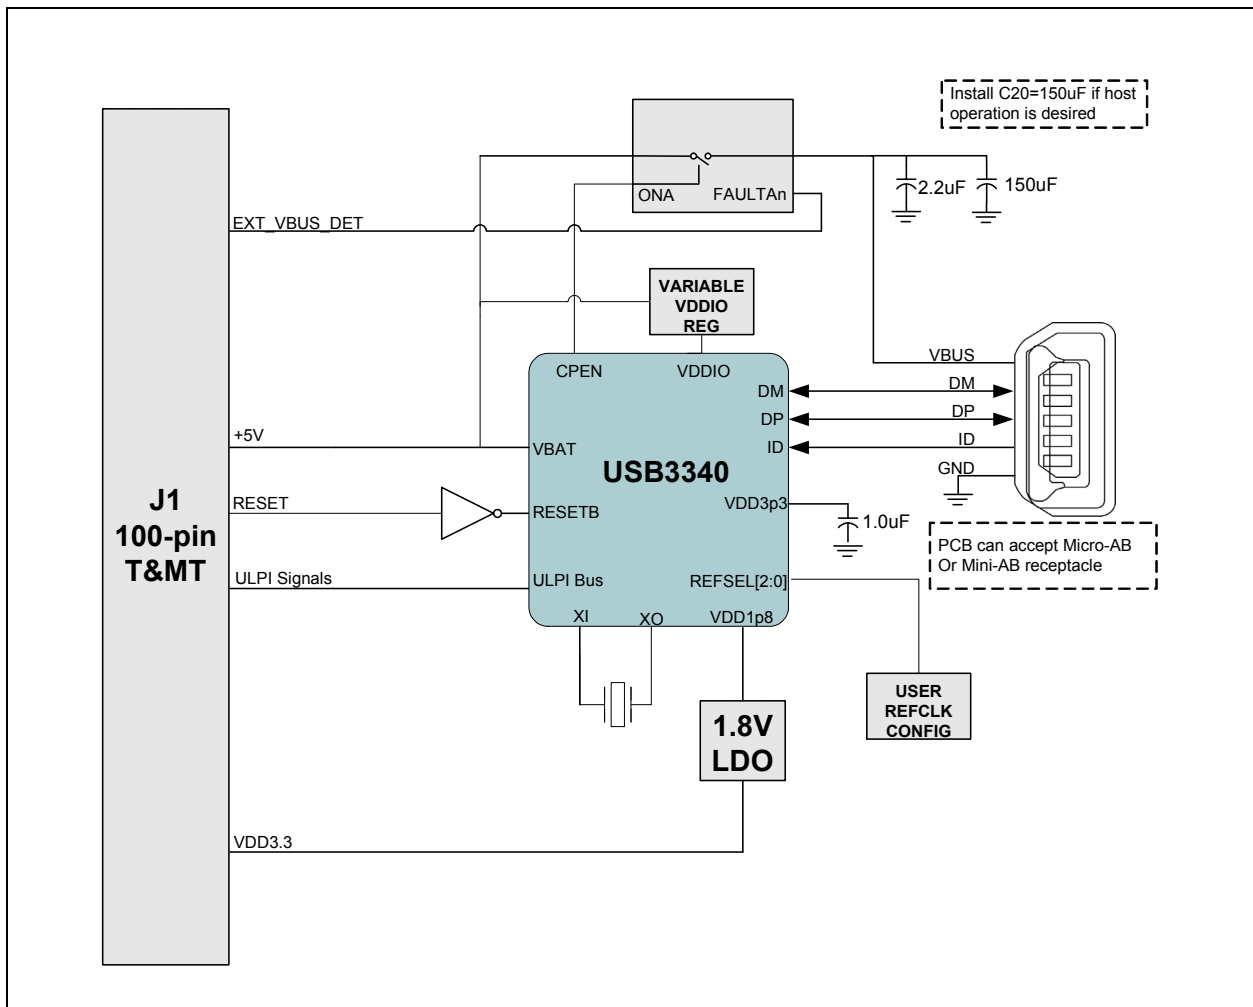 Install C20=150uF if host
operation is desired
ONA
FAULTAn
2.2uF
150uF
EXT_VBUS_DET
VARIABLE
VDDIO
REG
VBUS
CPEN
VDDIO
DM
DM
DP
DP
+5V
VBAT
ID
ID
USB3340
GND
J1
100-pin
T&MT
RESET
RESETB
VDD3p3
1.0uF
PCB can accept Micro-AB
Or Mini-AB receptacle
ULPI Signals
ULPI Bus
REFSEL[2:0]
XI
XO
VDD1p8
USER
REFCLK
CONFIG
1.8V
LDO
VDD3.3